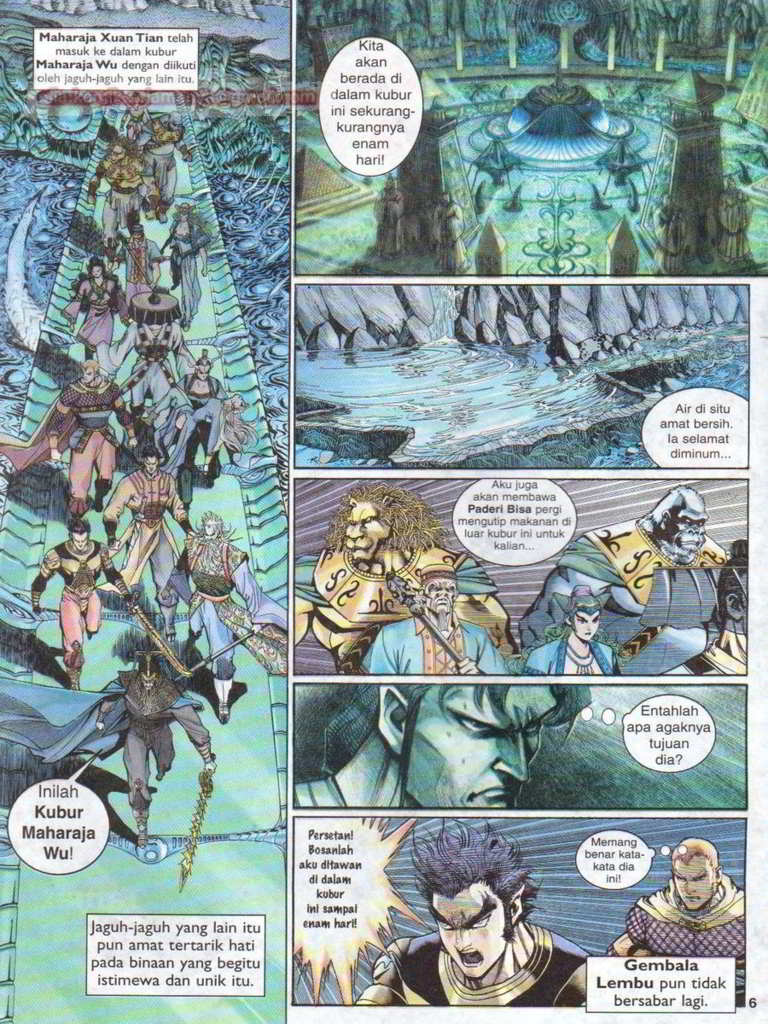 Maharaja Xuan Tian telah
masuk ke dalam kubur
Maharaja Wu dengan diikuti
oleh jaguh-jaguh yang lain itu.
Inilah
Kubur
Maharaja
Wu!
Jaguh-jaguh yang lain itu
pun amat tertarik hati
pada binaan yang begitu
istimewa dan unik itu.
Kita
akan
berada di
dalam kubur
ini sekurang-
kurangnya
enam
hari!
Air di situ
amat bersih.
Ia selamat
diminum...
Aku juga
akan membawa
Paderi Bisa pergi
mengutip makanan di
luar kubur ini untuk
kalian...
Entahlah
apa agaknya
tujuan
dia?
Persetan!
Bosanlah
aku ditawan
di dalam
kubur
ini sampai
enam hari!
Memang
benar kata-
kata dia
ini!
Gembala
Lembu pun tidak
bersabar lagi.
6